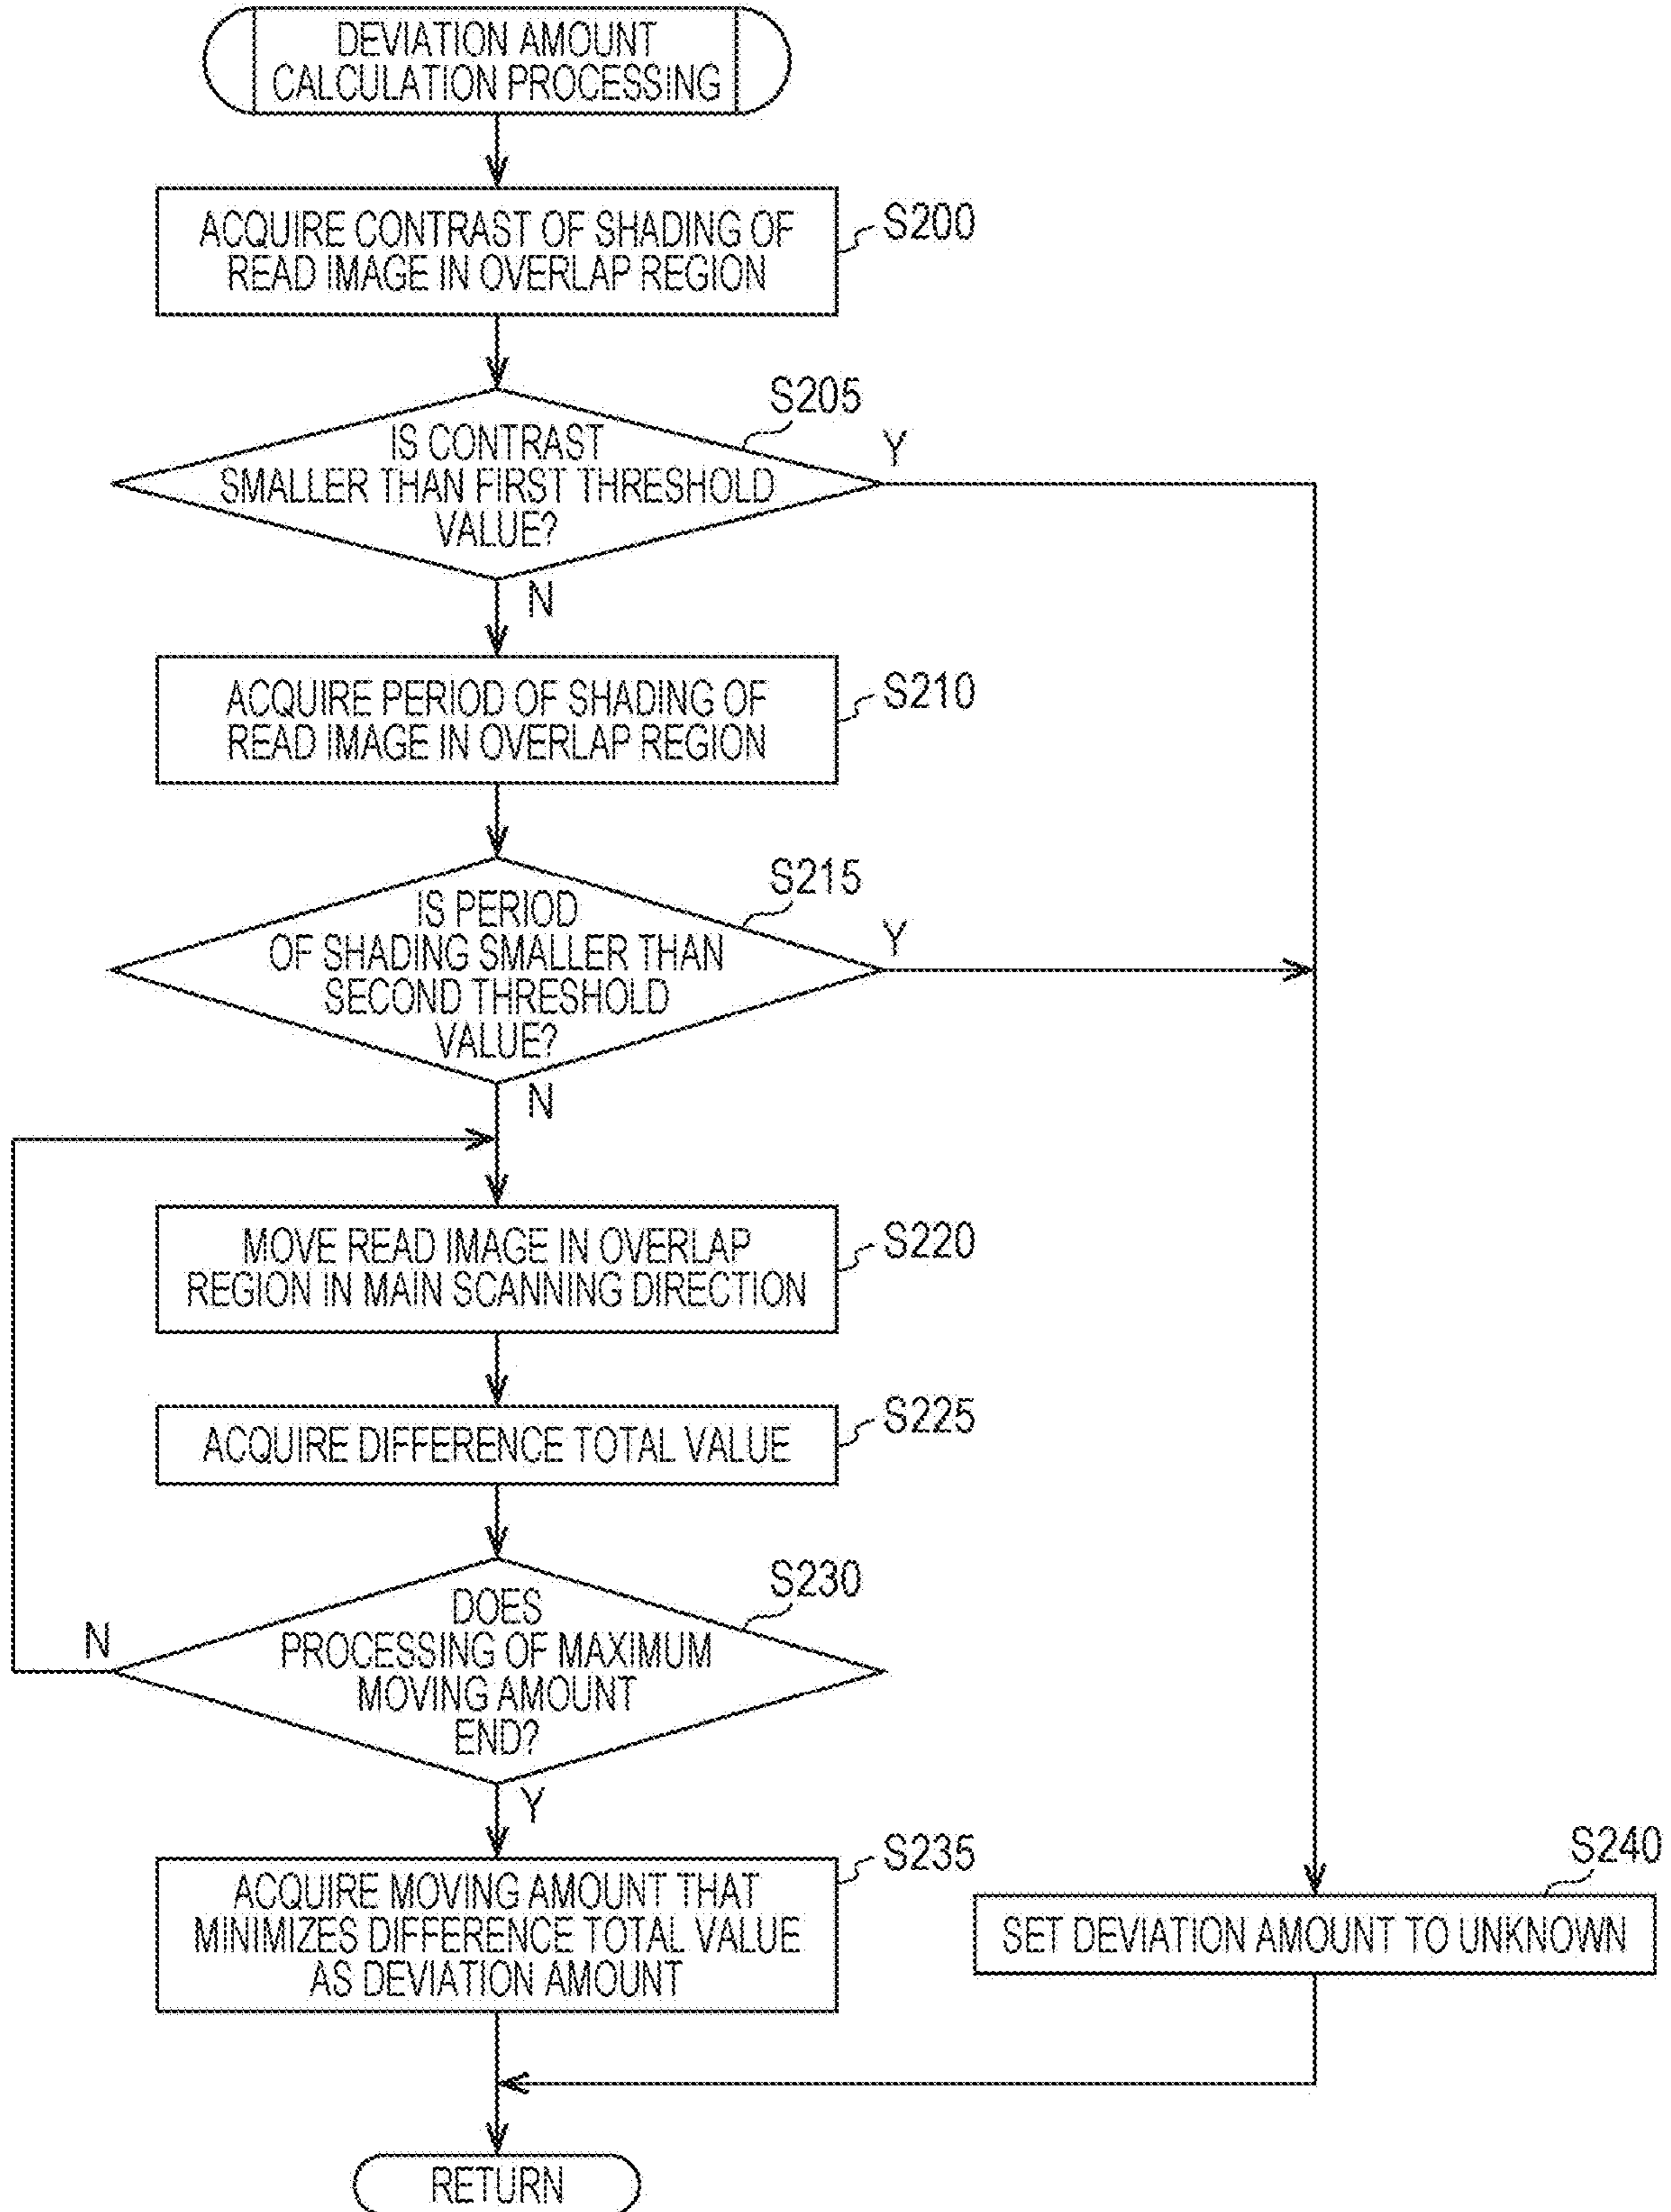 DEVIATION AMOUNT
CALCULATION PROCESSING
ACQUIRE CONTRAST OF SHADING OF
READ IMAGE IN OVERLAP REGION
S200
S205
IS CONTRAST
SMALLER THAN FIRST THRESHOLD
VALUE?
Y
N
ACQUIRE PERIOD OF SHADING OF
READ IMAGE IN OVERLAP REGION
S210
S215
IS PERIOD
OF SHADING SMALLER THAN
SECOND THRESHOLD
VALUE?
Y
N
MOVE READ IMAGE IN OVERLAP
REGION IN MAIN SCANNING DIRECTION
S220
ACQUIRE DIFFERENCE TOTAL VALUE
S225
S230
DOES
PROCESSING OF MAXIMUM
MOVING AMOUNT
END?
N
Y
ACQUIRE MOVING AMOUNT THAT
MINIMIZES DIFFERENCE TOTAL VALUE
AS DEVIATION AMOUNT
S235
S240
SET DEVIATION AMOUNT TO UNKNOWN
RETURN